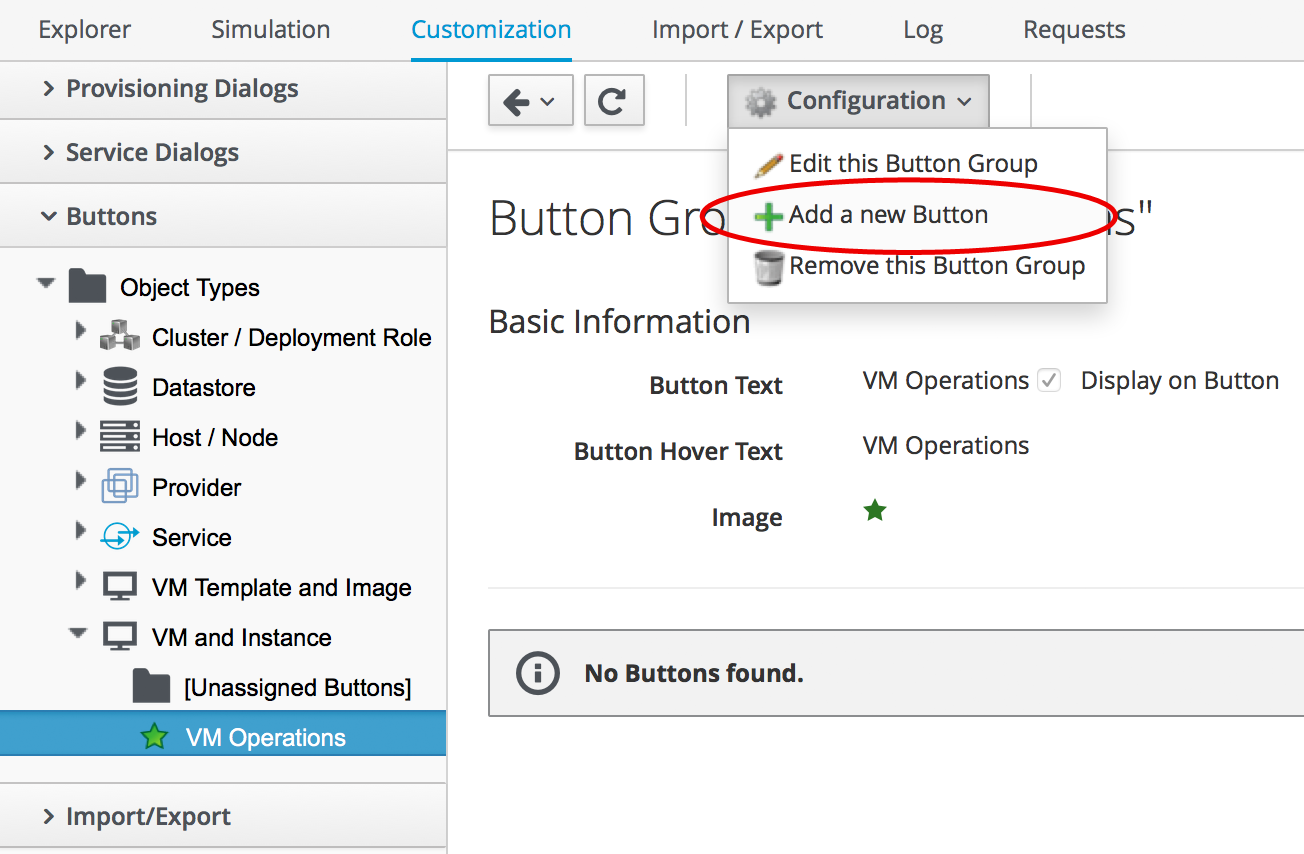 Explorer Simulation Customization Import / Export Log Requests
Provisioning Dialogs
Service Dialogs
Buttons
Object Types
Cluster / Deployment Role
Datastore
Host / Node
Provider
Service
VM Template and Image
VM and Instance
[Unassigned Buttons]
VM Operations
Import/Export
Configuration
Edit this Button Group
Add a new Button
Remove this Button Group
Button Gro s"
Basic Information
Button Text VM Operations Display on Button
Button Hover Text VM Operations
Image
No Buttons found.